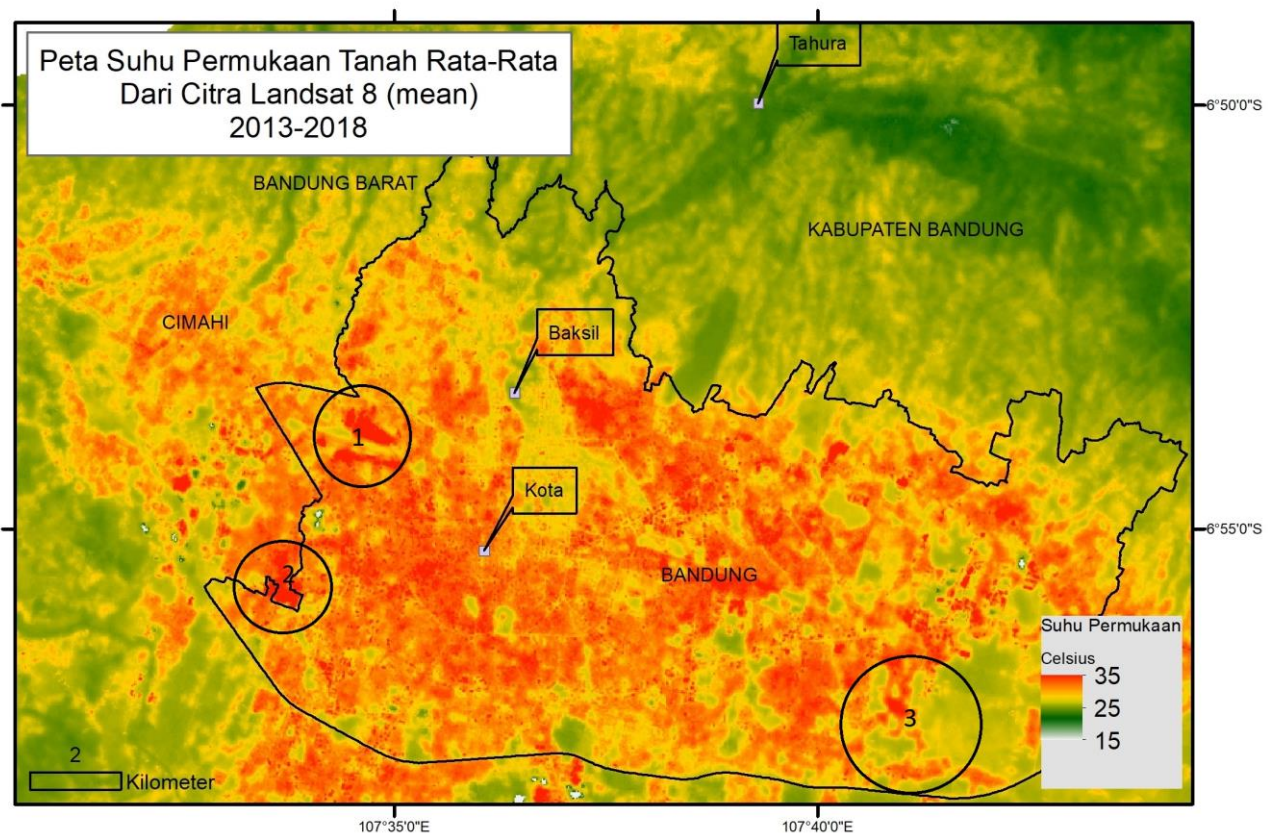 Peta Suhu Permukaan Tanah Rata-Rata
Dari Citra Landsat 8 (mean)
2013-2018
Tahura
6°50'0"S
BANDUNG BARAT
KABUPATEN BANDUNG
CIMAHI
Baksil
1
Kota
6°55'0"S
2
BANDUNG
3
Suhu Permukaan
Celsius
35
25
15
2
Kilometer
107°35'0"E
107°40'0"E